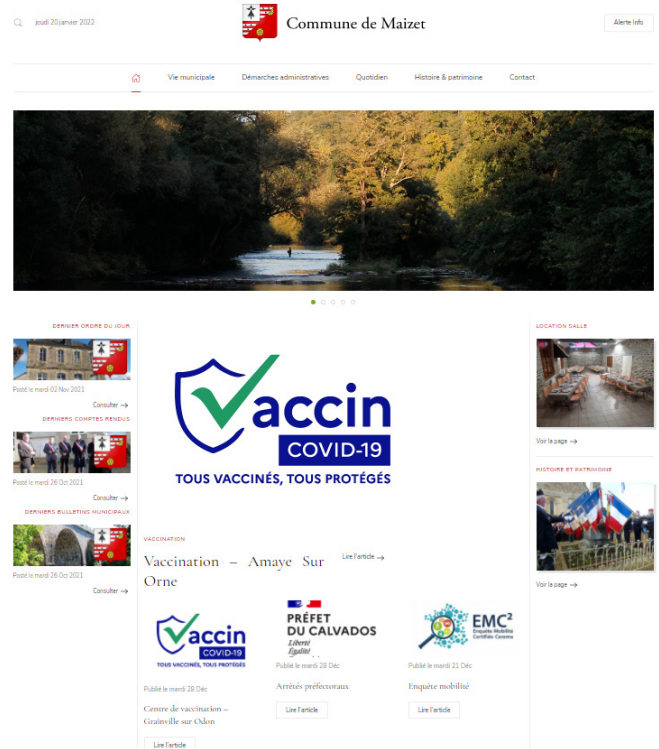 jeudi 20 janvier 2022
Commune de Maizet
Alerte Info
Vie municipale
Démarches administratives
Quotidien
Histoire & patrimoine
Contact
DERNIER ORDRE DU JOUR
Posté le mardi 02 Nov 2021
Consulter →
DERNIERS COMPTES RENDUS
Posté le mardi 26 Oct 2021
Consulter →
DERNIERS BULLETINS MUNICIPAUX
Posté le mardi 26 Oct 2021
Consulter →
Vaccin
COVID-19
TOUS VACCINÉS, TOUS PROTÉGÉS
VACCINATION
Vaccination – Amaye Sur
Orne
Lire l'article →
Vaccin
COVID-19
TOUS VACCINÉS, TOUS PROTÉGÉS
Publié le mardi 28 Déc
Centre de vaccination –
Grainville sur Odon
Lire l'article
PRÉFET
DU CALVADOS
Liberté
Égalité
Publié le mardi 28 Déc
Arrêtés préfectoraux
Lire l'article
EMC²
Enquête Mobilité
Certifiée Cerema
Publié le mardi 21 Déc
Enquête mobilité
Lire l'article
LOCATION SALLE
Voir la page →
HISTOIRE ET PATRIMOINE
Voir la page →